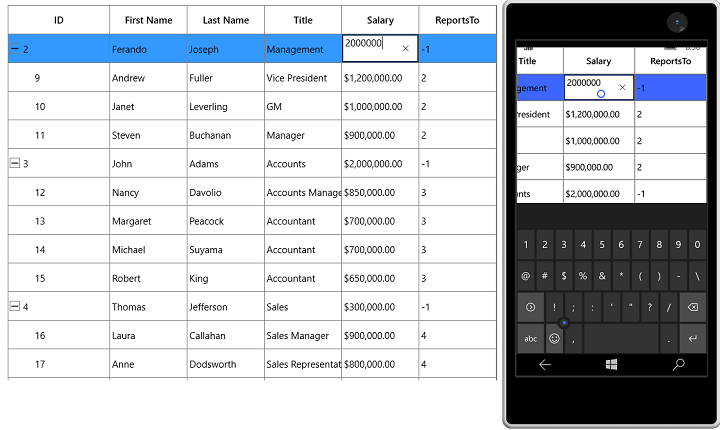 ID First Name Last Name Title Salary ReportsTo
2 Ferando Joseph Management 2000000 -1
9 Andrew Fuller Vice President $1,200,000.00 2
10 Janet Leverling GM $1,000,000.00 2
11 Steven Buchanan Manager $900,000.00 2
3 John Adams Accounts $2,000,000.00 -1
12 Nancy Davolio Accounts Manage $850,000.00 3
13 Margaret Peacock Accountant $700,000.00 3
14 Michael Suyama Accountant $700,000.00 3
15 Robert King Accountant $650,000.00 3
4 Thomas Jefferson Sales $300,000.00 -1
16 Laura Callahan Sales Manager $900,000.00 4
17 Anne Dodsworth Sales Representat $800,000.00 4
Title Salary ReportsTo
gement 2000000 -1
resident $1,200,000.00 2
$1,000,000.00 2
ger $900,000.00 2
nts $2,000,000.00 -1
1 2 3 4 5 6 7 8 9 0
@ # $ % & * ( ) - \
! ; : ' " ? /
abc , .